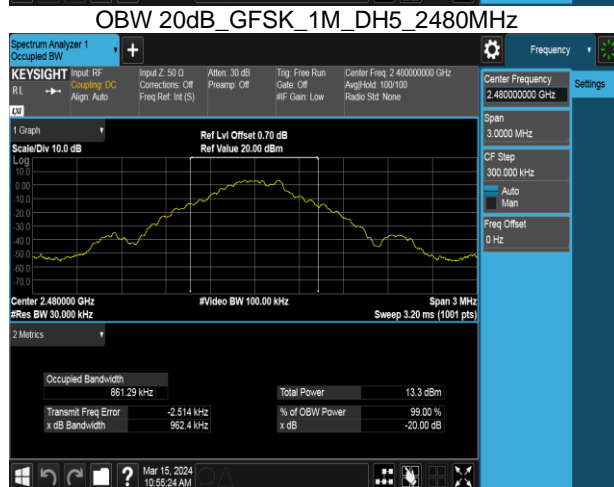 OBW 20dB_GFSK_1M_DH5_2480MHz
Spectrum Analyzer 1
Occupied BW
Frequency
KEYSIGHT Input: RF Input Z: 50 Ω Atten: 30 dB Trig: Free Run Center Freq: 2.480000000 GHz
RL Coupling: DC Corrections: Off Preamp: Off Gate: Off Avg|Hold: 100/100
Align: Auto Freq Ref: Int (S) #IF Gain: Low Radio Std: None
LXI
Center Frequency
2.480000000 GHz
Settings
Span
3.0000 MHz
CF Step
300.000 kHz
Auto
Man
Freq Offset
0 Hz
1 Graph
Ref Lvl Offset 0.70 dB
Scale/Div 10.0 dB Ref Value 20.00 dBm
Log
10.0
0.00
-10.0
-20.0
-30.0
-40.0
-50.0
-60.0
-70.0
Center 2.480000 GHz #Video BW 100.00 kHz Span 3 MHz
#Res BW 30.000 kHz Sweep 3.20 ms (1001 pts)
2 Metrics
Occupied Bandwidth
861.29 kHz Total Power 13.3 dBm
Transmit Freq Error -2.514 kHz % of OBW Power 99.00 %
x dB Bandwidth 962.4 kHz x dB -20.00 dB
Mar 15, 2024
10:55:24 AM